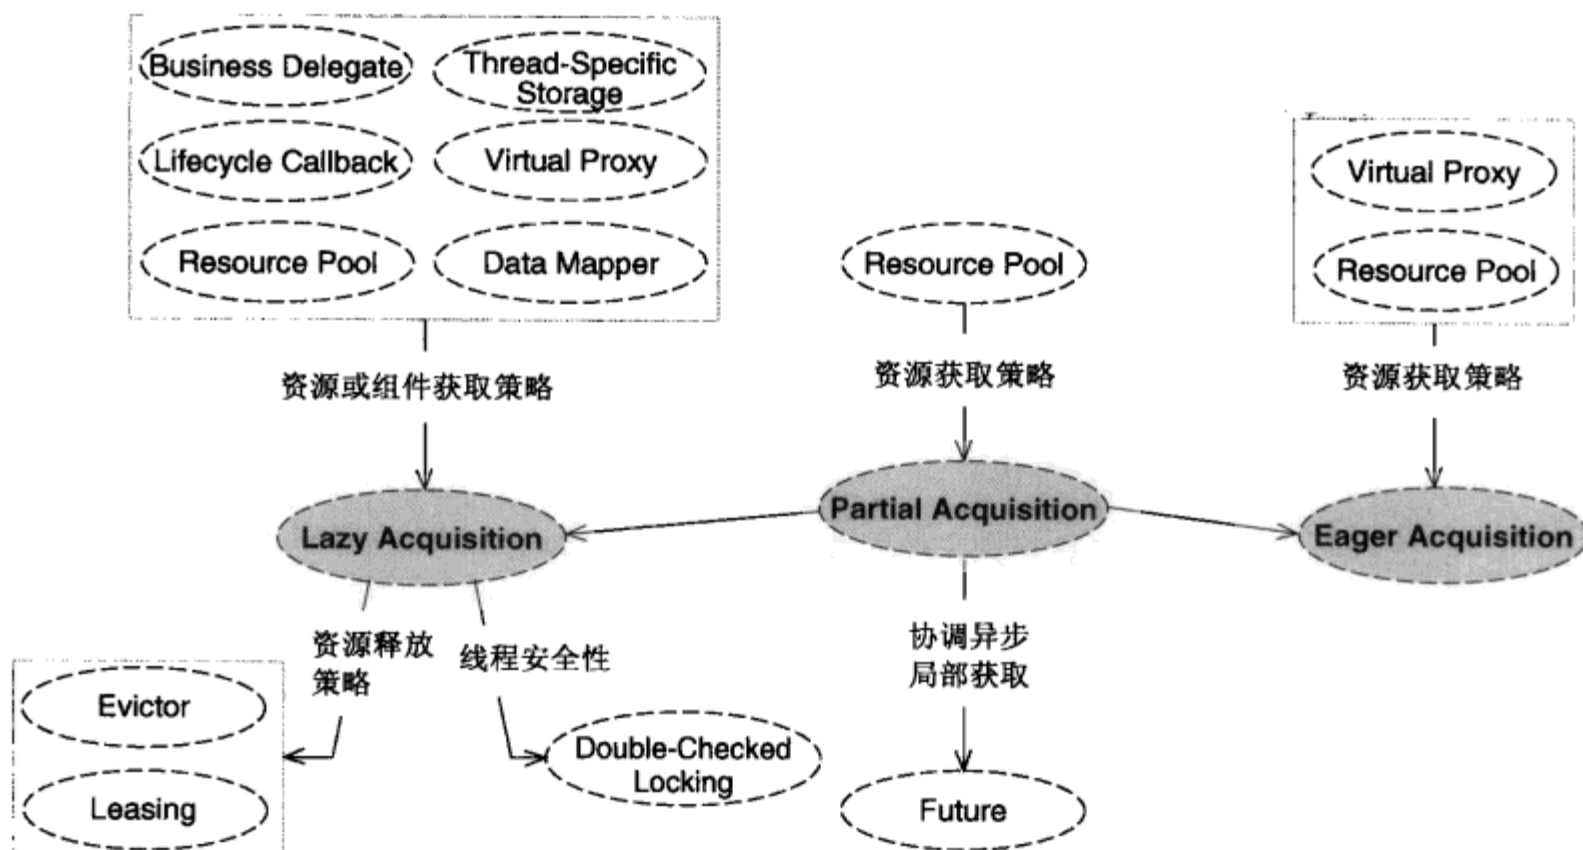 Business Delegate
Thread-Specific
Storage
Lifecycle Callback
Virtual Proxy
Resource Pool
Data Mapper
Resource Pool
Virtual Proxy
Resource Pool
资源或组件获取策略
资源获取策略
资源获取策略
Lazy Acquisition
Partial Acquisition
Eager Acquisition
资源释放
策略
线程安全性
协调异步
局部获取
Evictor
Leasing
Double-Checked
Locking
Future